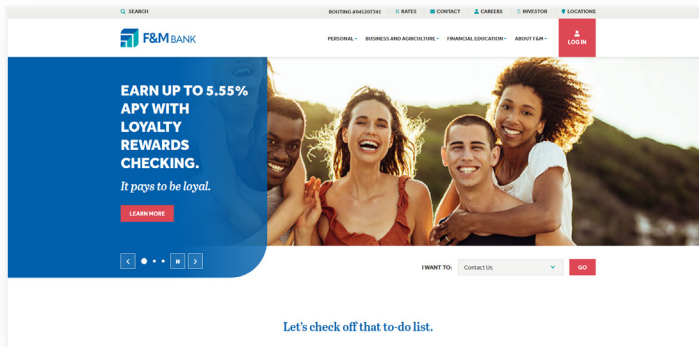 SEARCH
ROUTING #041207341
RATES
CONTACT
CAREERS
INVESTOR
LOCATIONS
F&M BANK
PERSONAL
BUSINESS AND AGRICULTURE
FINANCIAL EDUCATION
ABOUT F&M
LOG IN
EARN UP TO 5.55%
APY WITH
LOYALTY
REWARDS
CHECKING.
It pays to be loyal.
LEARN MORE
I WANT TO:
Contact Us
GO
Let's check off that to-do list.